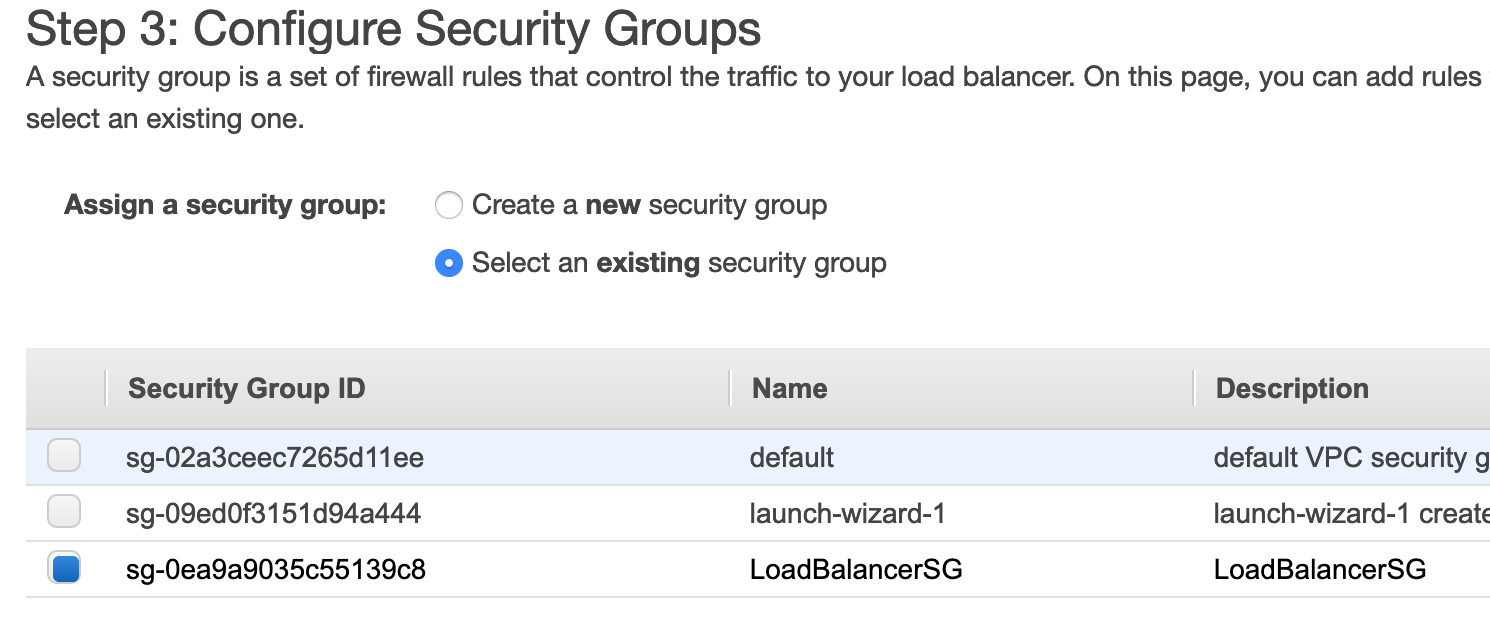 Step 3: Configure Security Groups
A security group is a set of firewall rules that control the traffic to your load balancer. On this page, you can add rules
select an existing one.
Assign a security group: Create a new security group
Select an existing security group
Security Group ID Name Description
sg-02a3ceec7265d11ee default default VPC security g
sg-09ed0f3151d94a444 launch-wizard-1 launch-wizard-1 create
sg-0ea9a9035c55139c8 LoadBalancerSG LoadBalancerSG